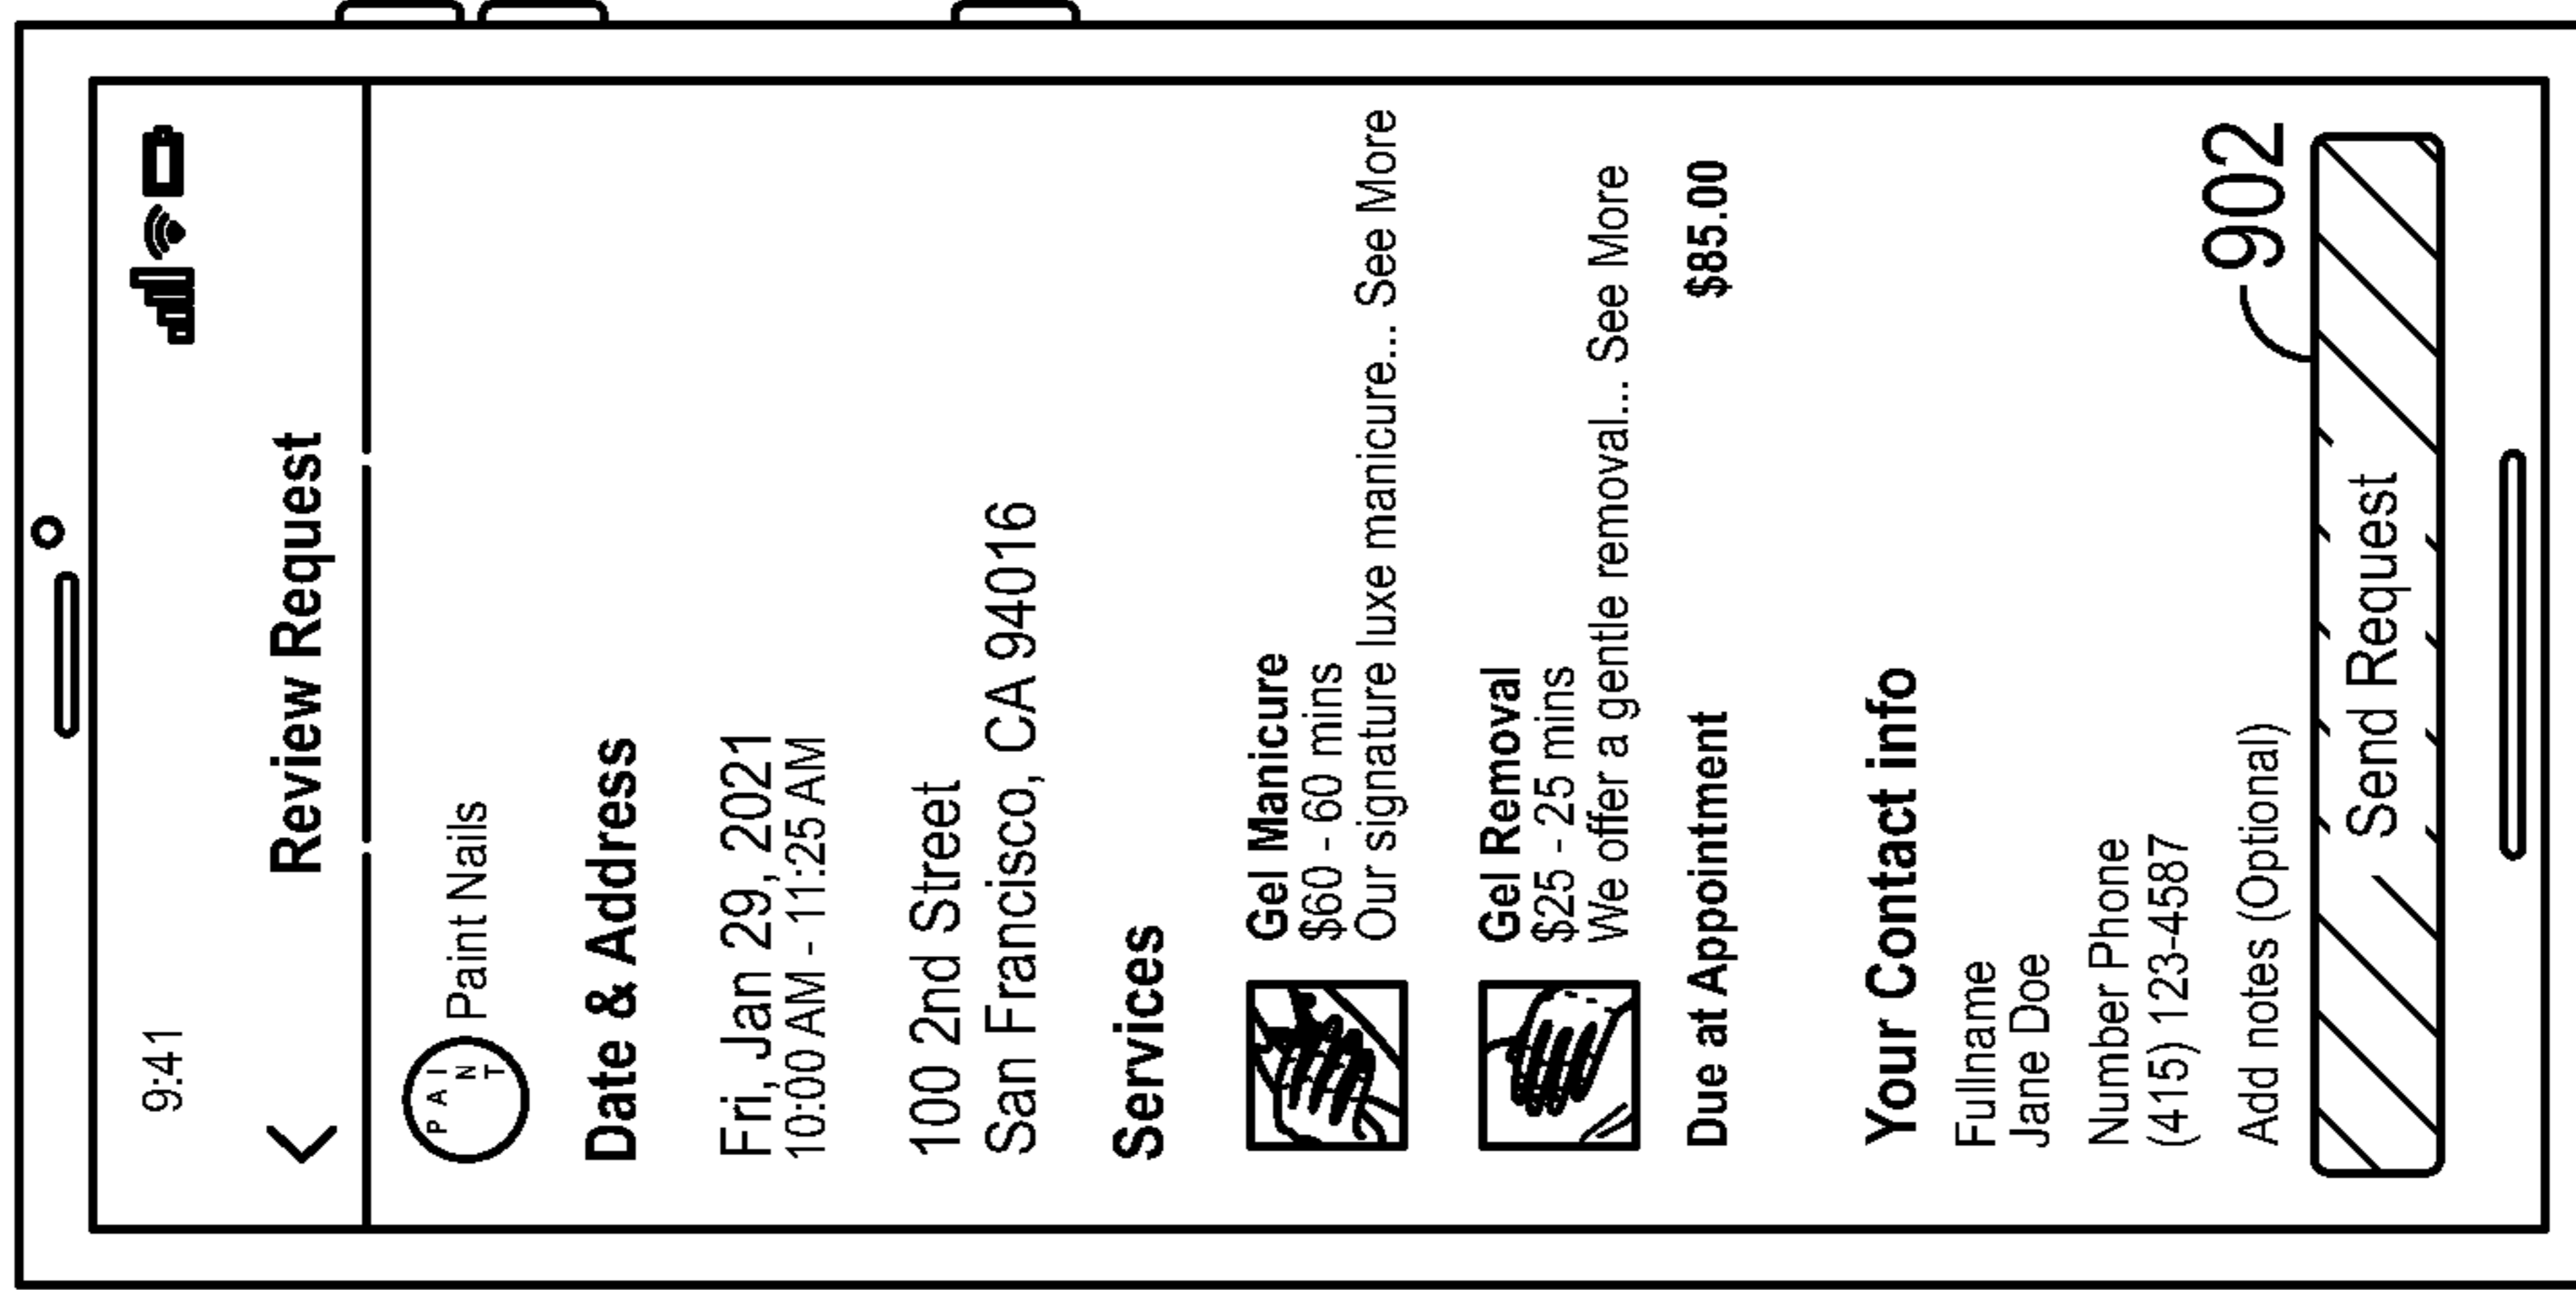 9:41
Review Request
PAINT
Paint Nails
Date & Address
Fri, Jan 29, 2021
10:00 AM - 11:25 AM
100 2nd Street
San Francisco, CA 94016
Services
Gel Manicure
$60 - 60 mins
Our signature luxe manicure... See More
Gel Removal
$25 - 25 mins
We offer a gentle removal... See More
Due at Appointment $85.00
Your Contact info
Fullname
Jane Doe
Number Phone
(415) 123-4587
Add notes (Optional)
902
Send Request